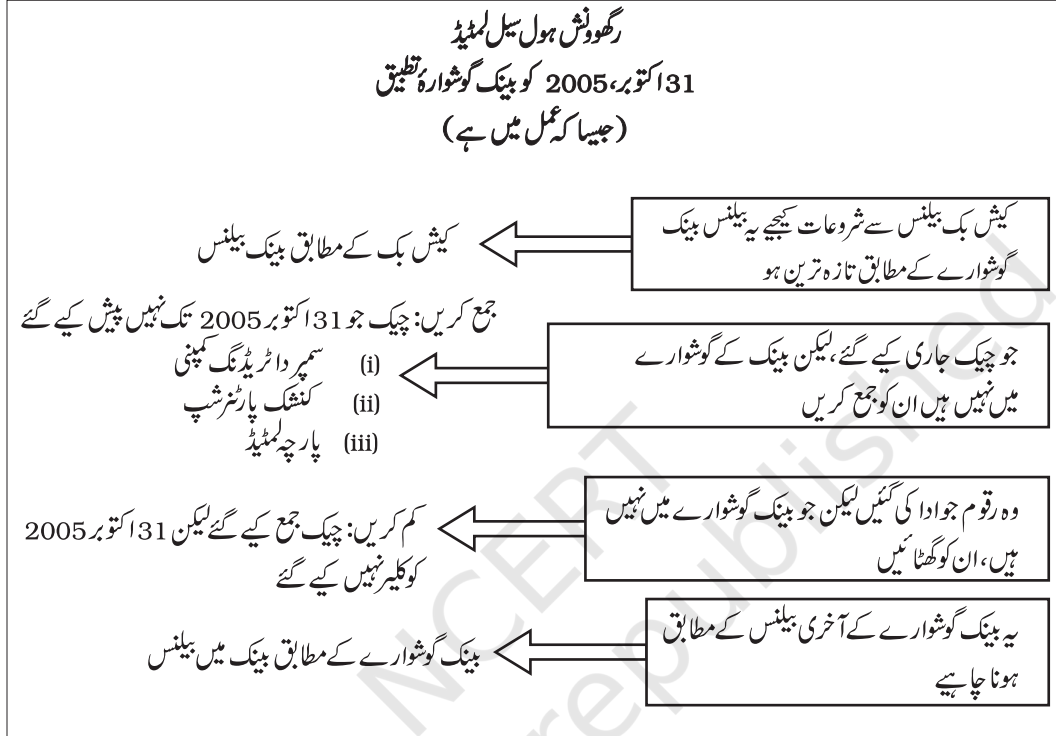 رگھوونش ہول سیل لمٹیڈ
31 اکتوبر، 2005 کو بینک گوشوارۂ تطبیق
(جیسا کہ عمل میں ہے)
کیش بک بیلنس سے شروعات کیجیے یہ بیلنس بینک
گوشوارے کے مطابق تازہ ترین ہو
کیش بک کے مطابق بینک بیلنس
جمع کریں: چیک جو 31 اکتوبر 2005 تک نہیں پیش کیے گئے
جو چیک جاری کیے گئے، لیکن بینک کے گوشوارے
میں نہیں ہیں ان کو جمع کریں
(i) سمپردا ٹریڈنگ کمپنی
(ii) کنشک پارٹنرشپ
(iii) پارچہ لمٹیڈ
وہ رقوم جو ادا کی گئیں لیکن جو بینک گوشوارے میں نہیں
ہیں، ان کو گھٹائیں
کم کریں: چیک جمع کیے گئے لیکن 31 اکتوبر 2005
کو کلیر نہیں کیے گئے
یہ بینک گوشوارے کے آخری بیلنس کے مطابق
ہونا چاہیے
بینک گوشوارے کے مطابق بینک میں بیلنس
NCERT
republished